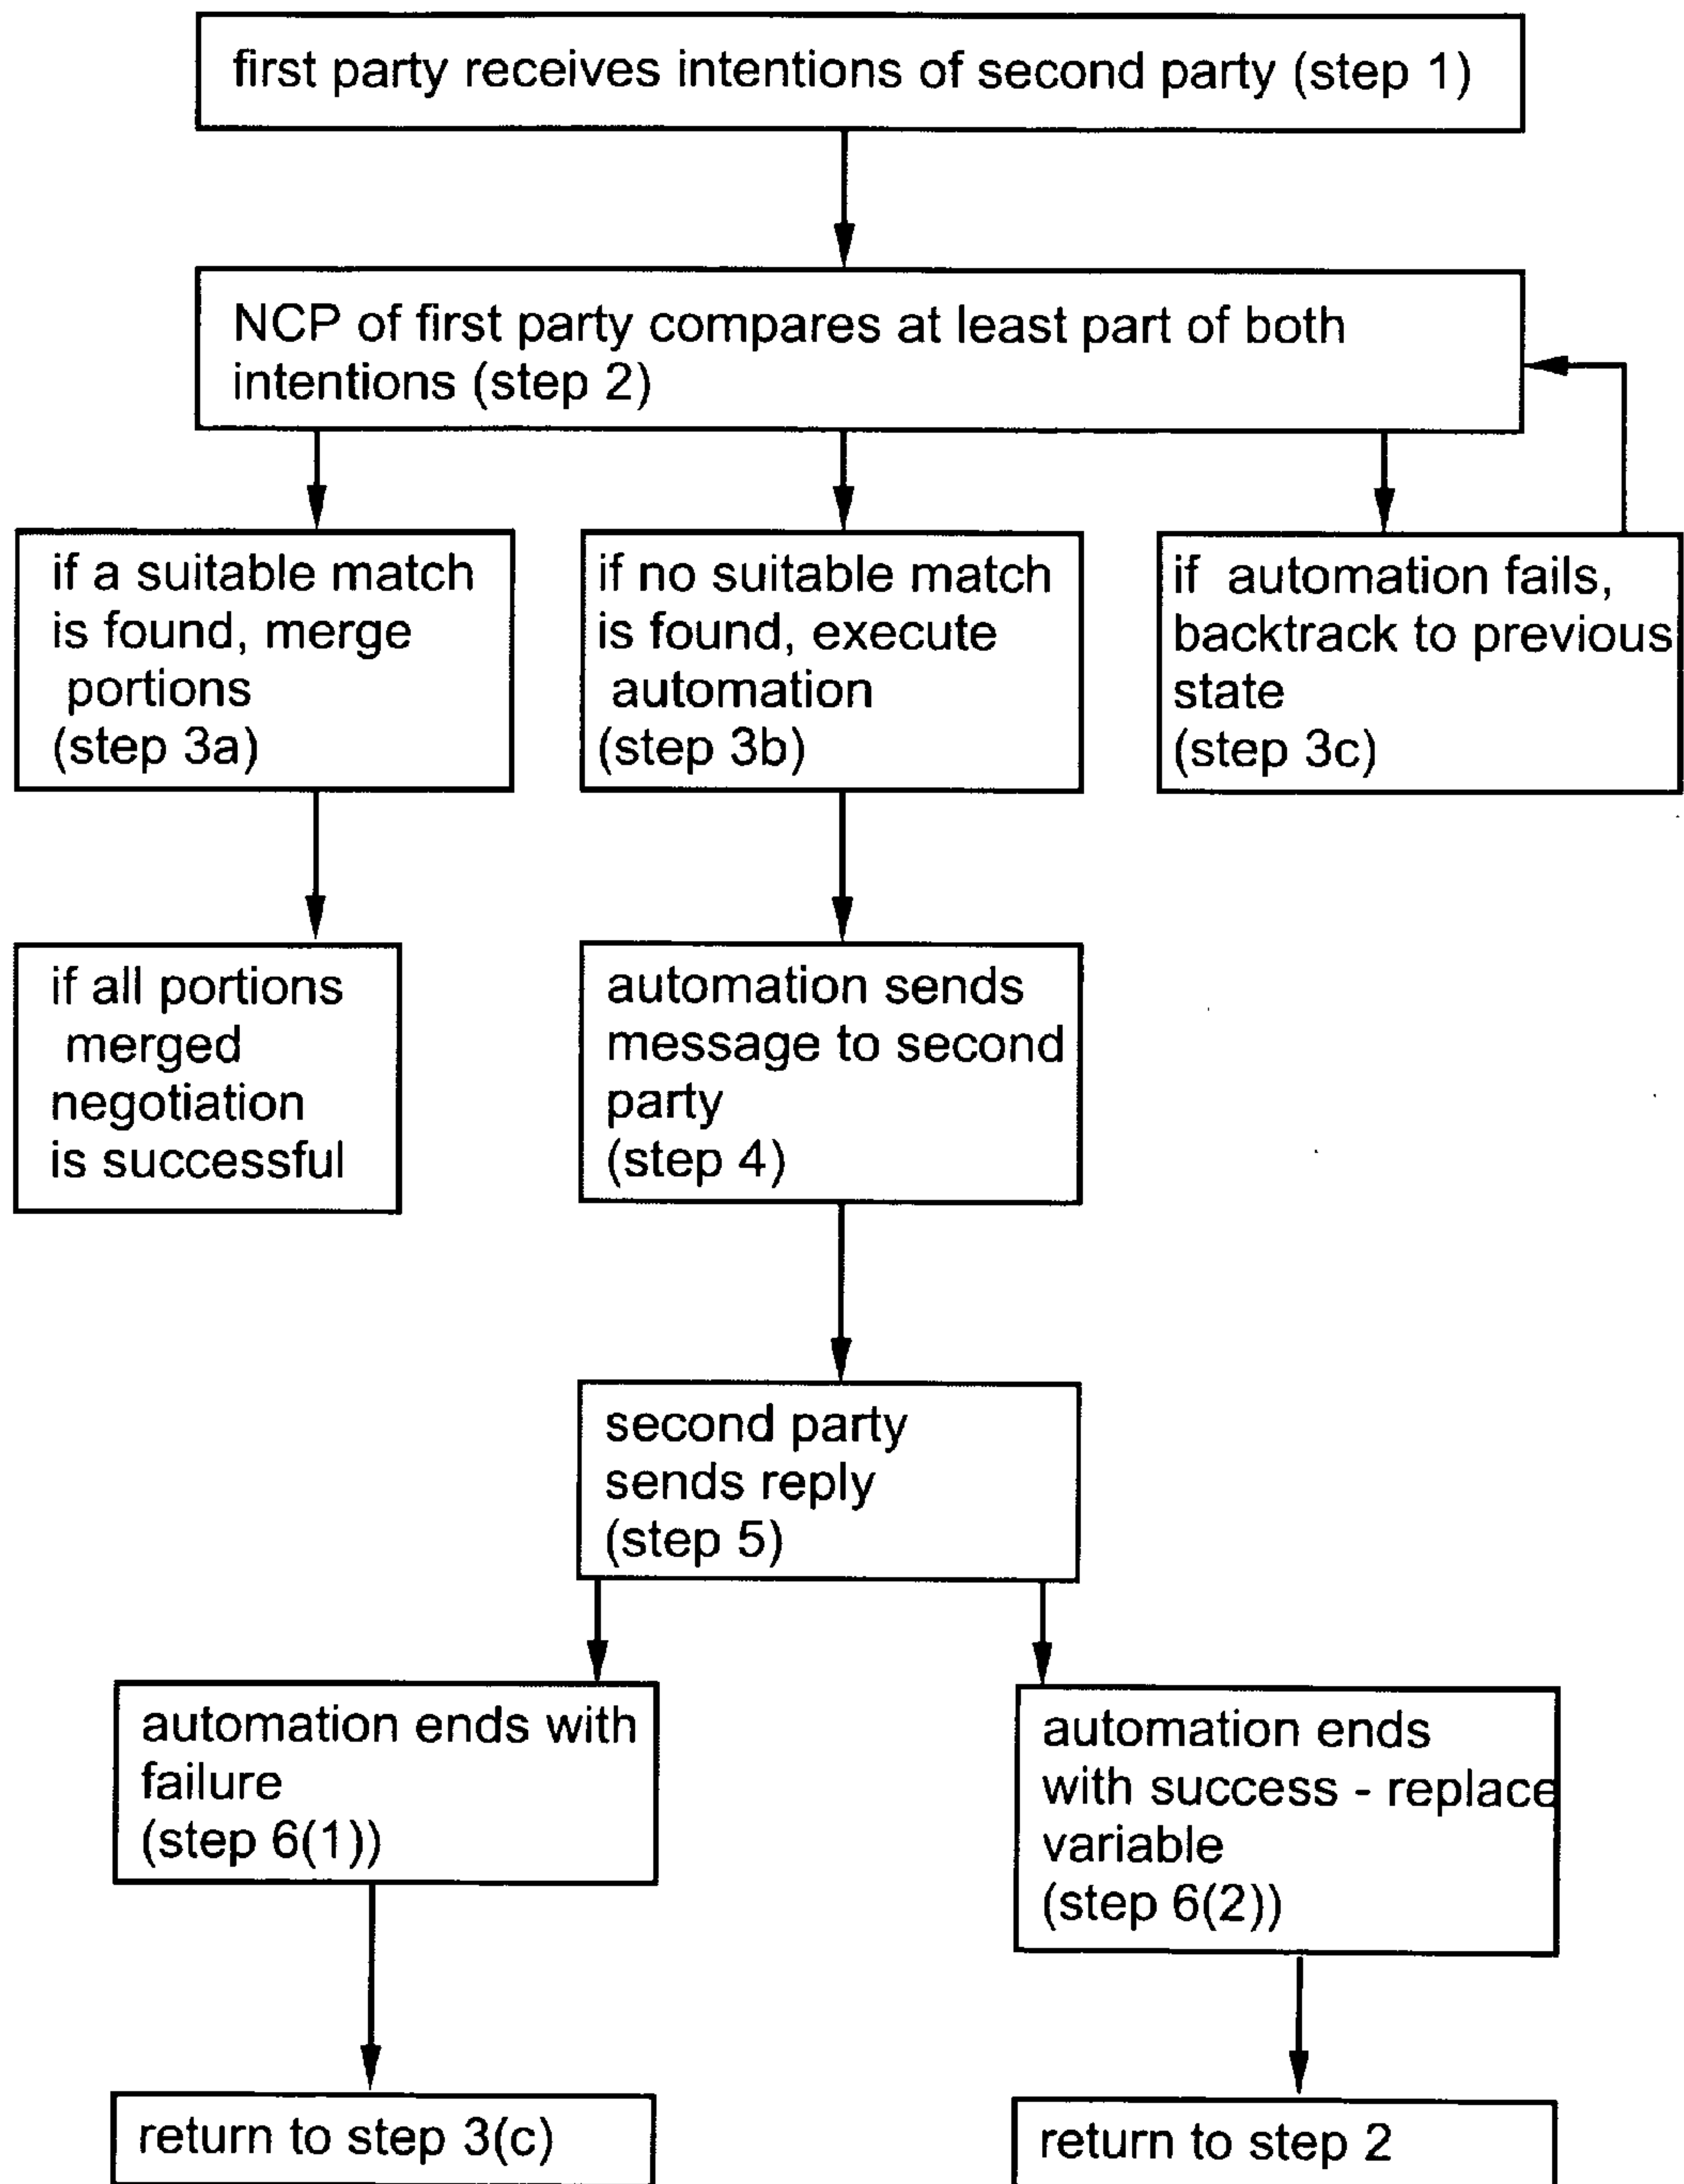 first party receives intentions of second party (step 1)
NCP of first party compares at least part of both
intentions (step 2)
if a suitable match
is found, merge
portions
(step 3a)
if no suitable match
is found, execute
automation
(step 3b)
if automation fails,
backtrack to previous
state
(step 3c)
if all portions
merged
negotiation
is successful
automation sends
message to second
party
(step 4)
second party
sends reply
(step 5)
automation ends with
failure
(step 6(1))
automation ends
with success - replace
variable
(step 6(2))
return to step 3(c)
return to step 2